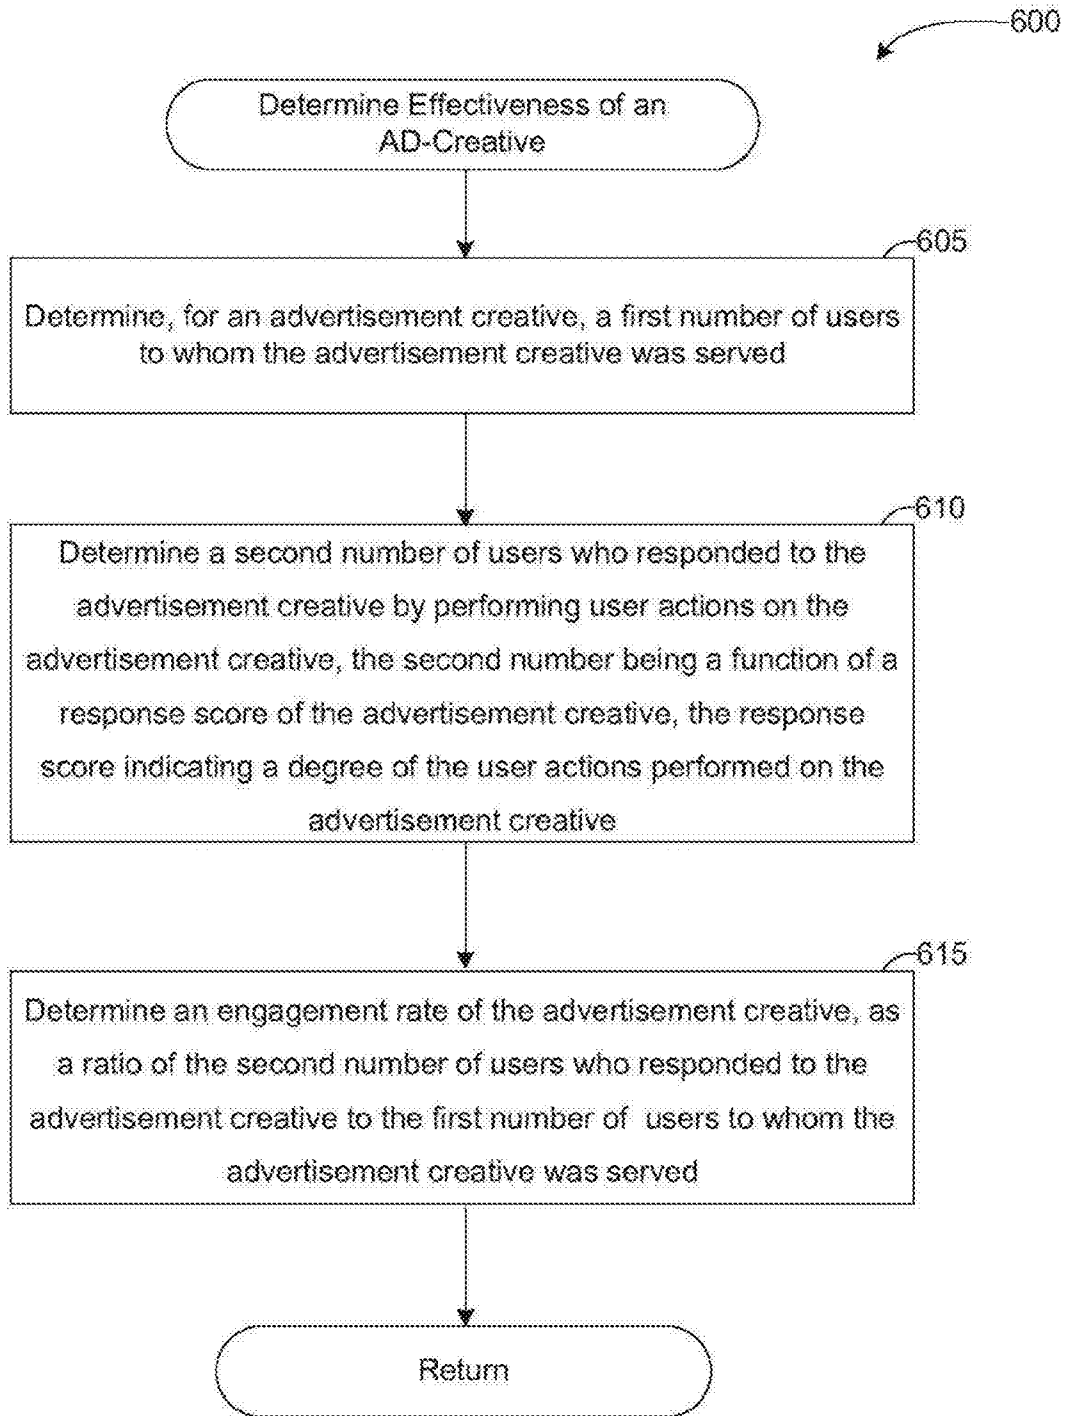 600
Determine Effectiveness of an
AD-Creative
605
Determine, for an advertisement creative, a first number of users
to whom the advertisement creative was served
610
Determine a second number of users who responded to the
advertisement creative by performing user actions on the
advertisement creative, the second number being a function of a
response score of the advertisement creative, the response
score indicating a degree of the user actions performed on the
advertisement creative
615
Determine an engagement rate of the advertisement creative, as
a ratio of the second number of users who responded to the
advertisement creative to the first number of users to whom the
advertisement creative was served
Return